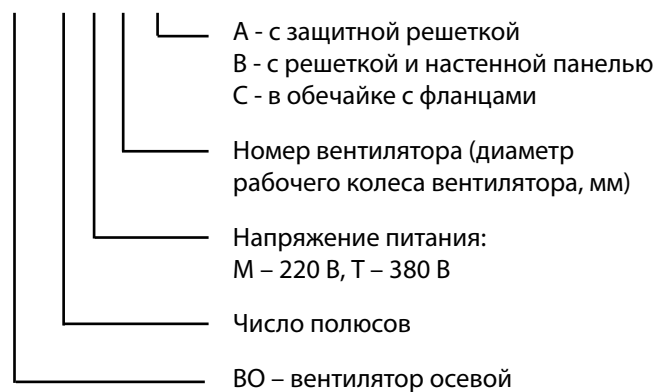 А - с защитной решеткой
В - с решеткой и настенной панелью
С - в обечайке с фланцами
Номер вентилятора (диаметр
рабочего колеса вентилятора, мм)
Напряжение питания:
М – 220 В, Т – 380 В
Число полюсов
ВО – вентилятор осевой